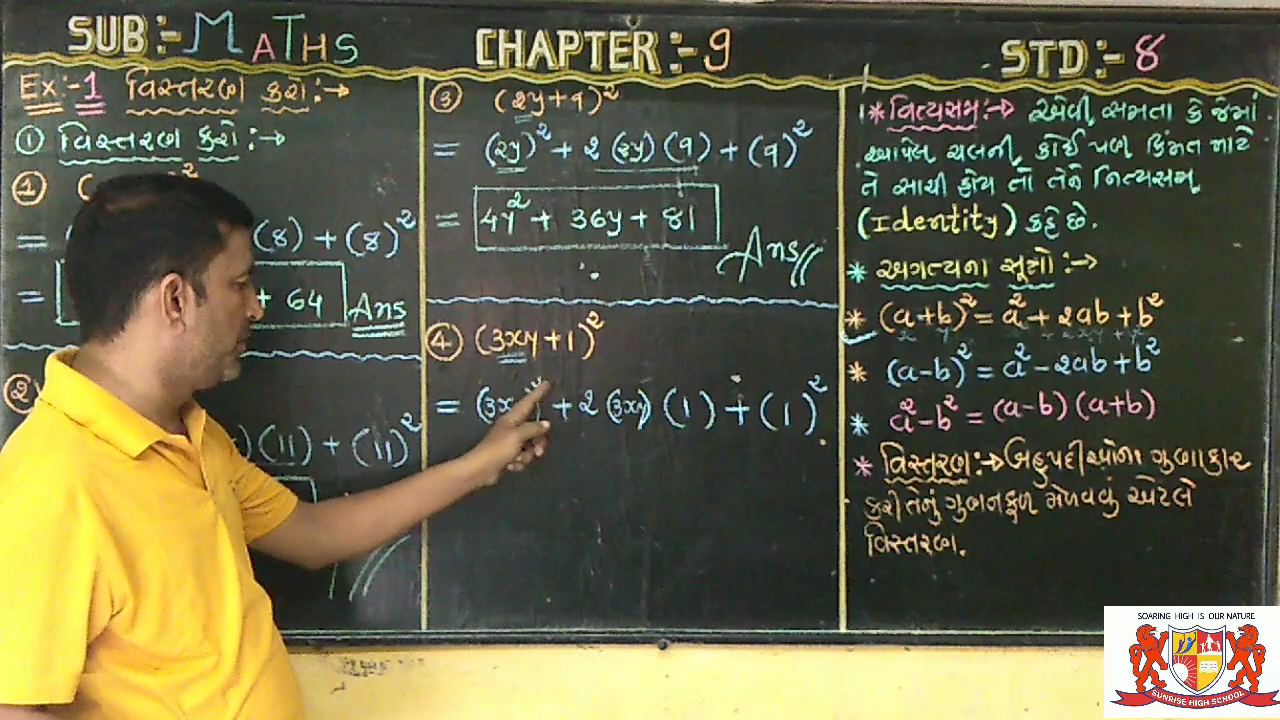 SUB:- MATHS
CHAPTER:- 9
STD:- 8
Ex:-1 વિસ્તરણ કરો:→
① વિસ્તરણ કરો:→
1)
= (8) + (8)²
= + 64 Ans
(11) + (11)²
③ (2y+9)²
= (2y)² + 2 (2y) (9) + (9)²
= 4y² + 36y + 81
Ans
④ (3xy+1)²
= (3xy)² + 2 (3xy) (1) + (1)²
* નિત્યસમ:→ એવી સમતા કે જેમાં
આપેલ ચલની કોઈ પણ કિંમત માટે
તે સાચી હોય તો તેને નિત્યસમ
(Identity) કહે છે.
* અગત્યના સૂત્રો:→
* (a+b)² = a² + 2ab + b²
* (a-b)² = a² - 2ab + b²
* a² - b² = (a-b) (a+b)
* વિસ્તરણ:→ બહુપદીઓના ગુણાકાર
કરી તેનું ગુણનફળ મેળવવું એટલે
વિસ્તરણ.
SOARING HIGH IS OUR NATURE
SUNRISE HIGH SCHOOL